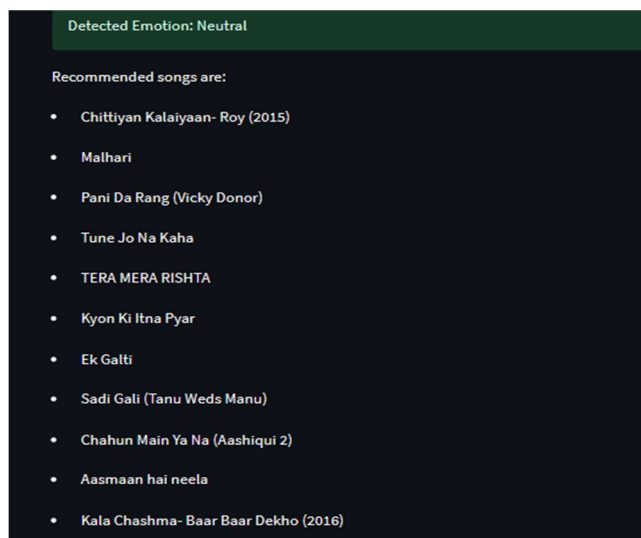 Detected Emotion: Neutral
Recommended songs are:
• Chittiyan Kalaiyaan- Roy (2015)
• Malhari
• Pani Da Rang (Vicky Donor)
• Tune Jo Na Kaha
• TERA MERA RISHTA
• Kyon Ki Itna Pyar
• Ek Galti
• Sadi Gali (Tanu Weds Manu)
• Chahun Main Ya Na (Aashiqui 2)
• Aasmaan hai neela
• Kala Chashma- Baar Baar Dekho (2016)